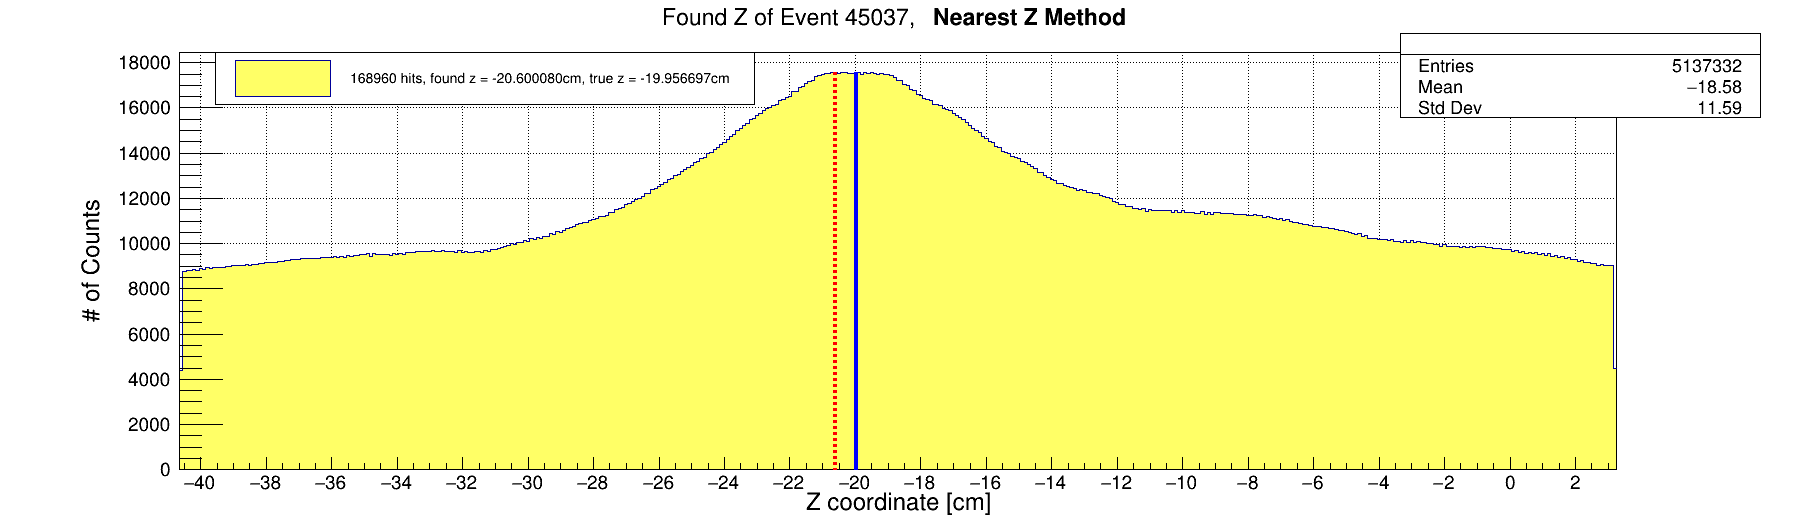 Found Z of Event 45037, Nearest Z Method
168960 hits, found z = -20.600080cm, true z = -19.956697cm
Entries 5137332
Mean −18.58
Std Dev 11.59
# of Counts
18000
16000
14000
12000
10000
8000
6000
4000
2000
0
−40 −38 −36 −34 −32 −30 −28 −26 −24 −22 −20 −18 −16 −14 −12 −10 −8 −6 −4 −2 0 2
Z coordinate [cm]